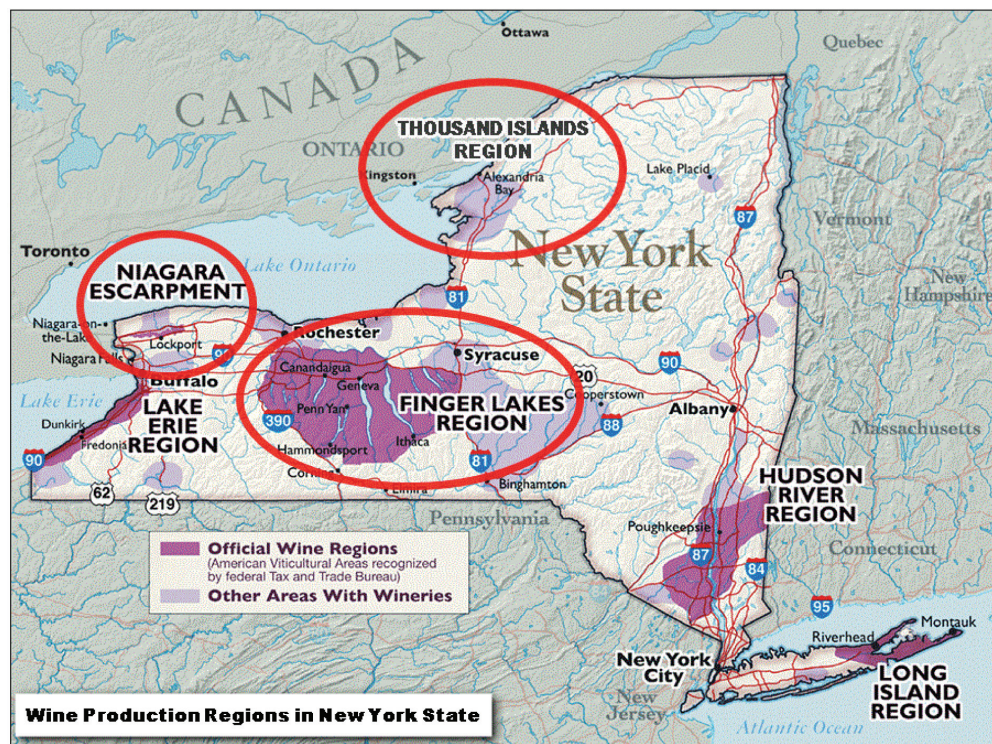 Ottawa
Quebec
CANADA
THOUSAND ISLANDS
REGION
ONTARIO
Kingston
Alexandria
Bay
Lake Placid
87
Vermont
New York
State
New
Hampshire
Toronto
Lake Ontario
NIAGARA
ESCARPMENT
81
Niagara-on-
the-Lake
Lockport
Rochester
Niagara Falls
90
Syracuse
90
Buffalo
Canandaigua
Geneva
20
Cooperstown
Lake Erie
LAKE
ERIE
REGION
Penn Yan
FINGER LAKES
REGION
Albany
390
88
Dunkirk
Fredonia
Hammondsport
Ithaca
Massachusetts
90
81
Corning
Elmira
Binghamton
62
219
HUDSON
RIVER
REGION
Pennsylvania
Poughkeepsie
Connecticut
87
84
Official Wine Regions
(American Viticultural Areas recognized
by federal Tax and Trade Bureau)
Other Areas With Wineries
95
Montauk
Riverhead
New York
City
LONG
ISLAND
REGION
New
Jersey
Atlantic Ocean
Wine Production Regions in New York State